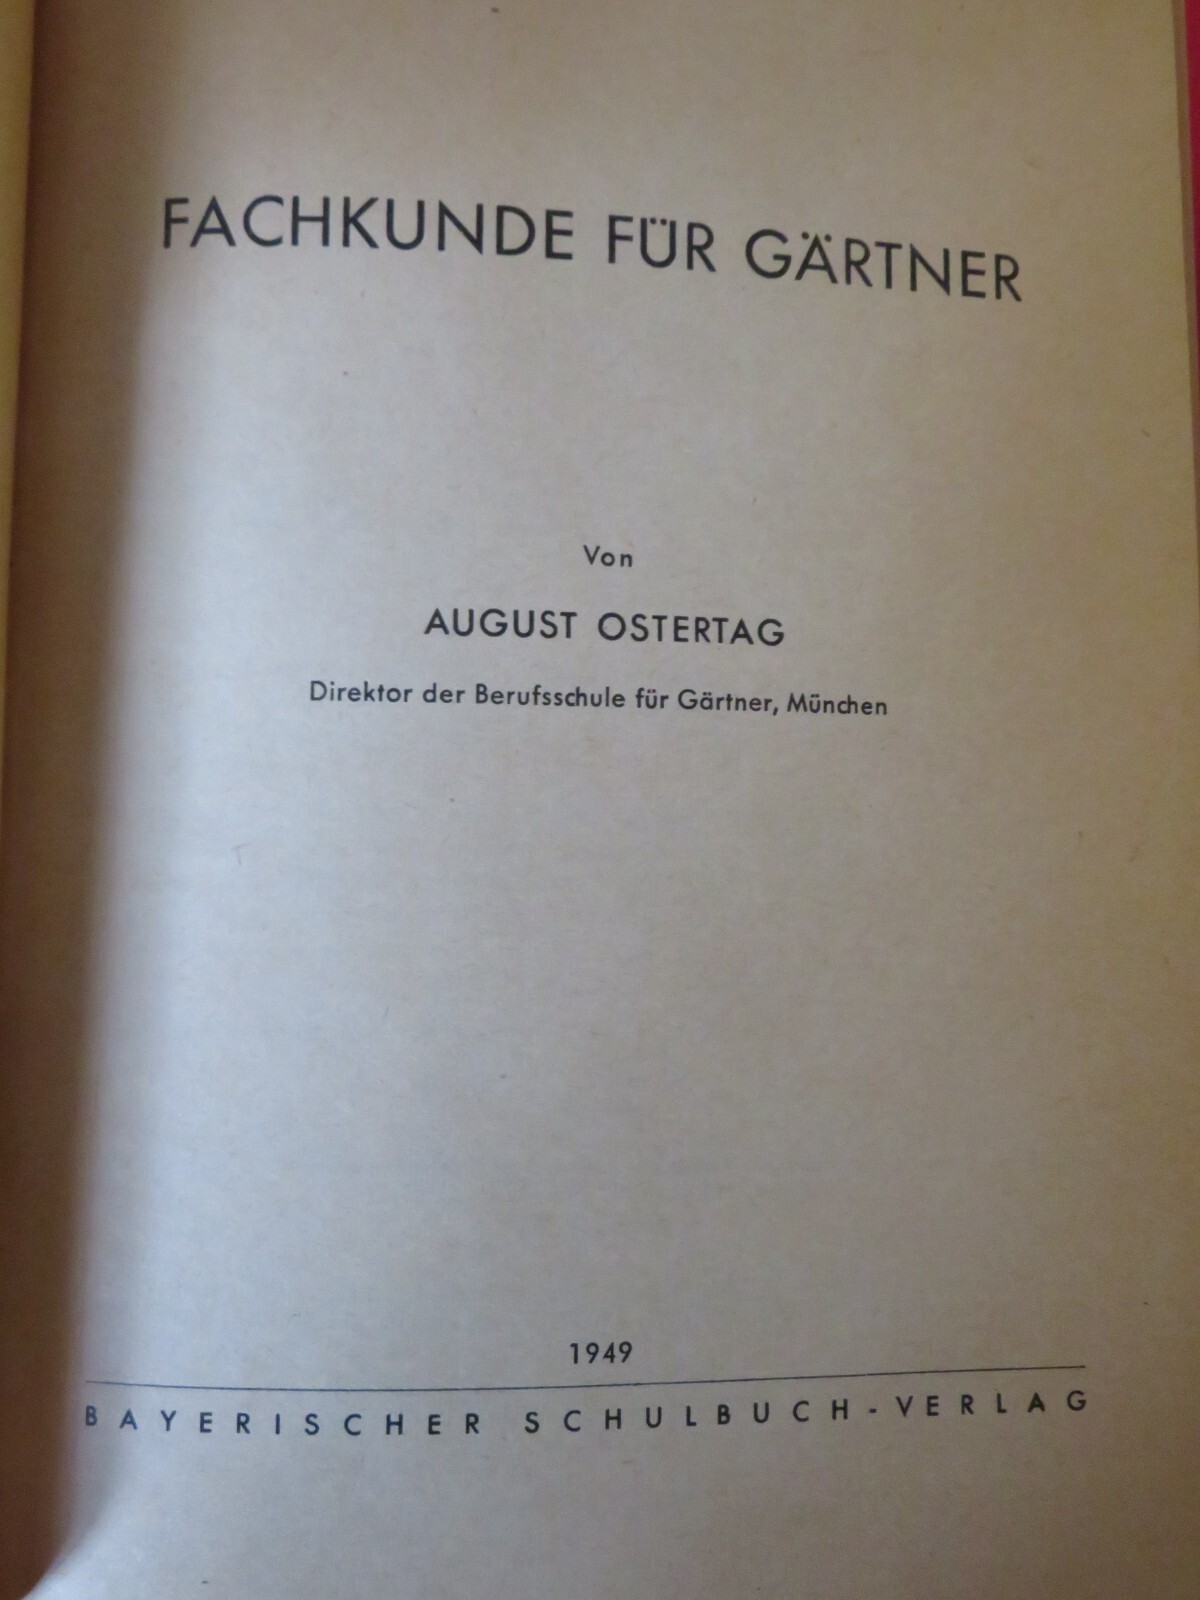 FACHKUNDE FÜR GÄRTNER
Von
AUGUST OSTERTAG
Direktor der Berufsschule für Gärtner, München
1949
BAYERISCHER SCHULBUCH-VERLAG